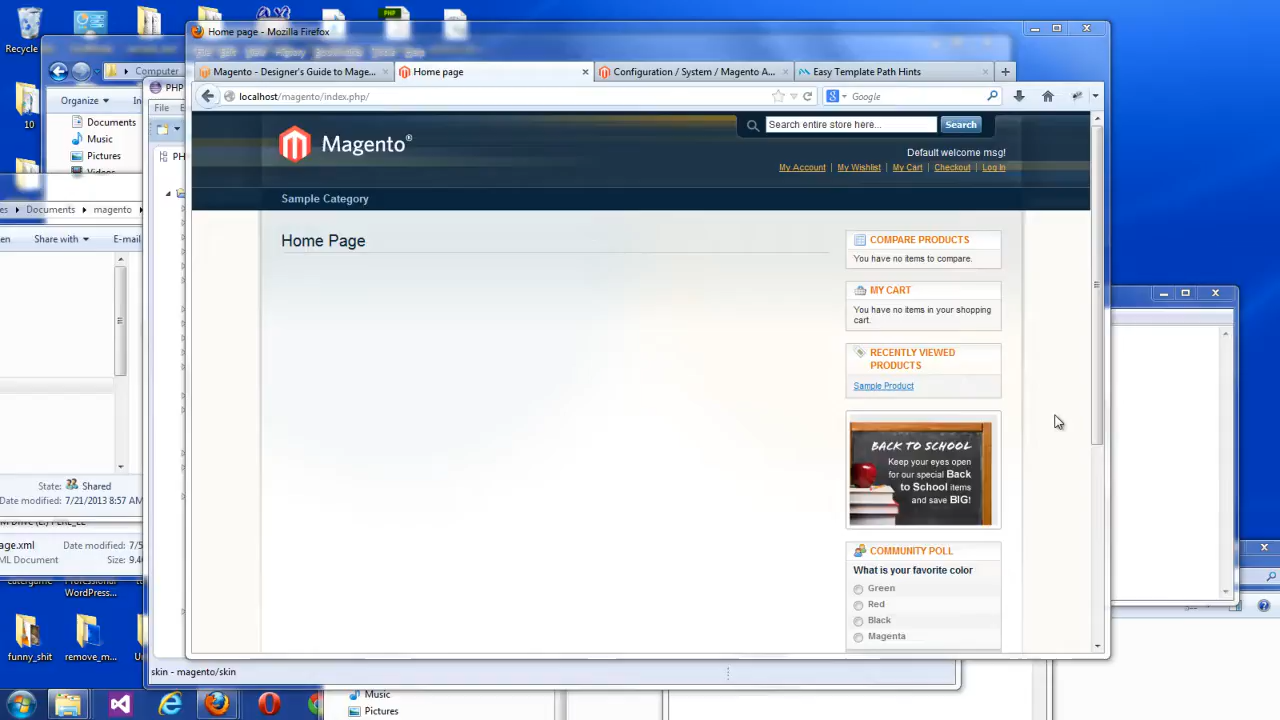 Recycle
10
Computer
Organize
Documents
Music
Pictures
Videos
Documents
magento
Share with
E-mail
State:
Shared
Date modified: 7/21/2013 8:57 AM
age.xml
Date modified: 7/5
ML Document
Size: 9.4
Professional
WordPress...
funny_shit
remove_m...
PHP
File
skin - magento/skin
Music
Pictures
Home page - Mozilla Firefox
History
Magento - Designer's Guide to Mage...
Home page
Configuration / System / Magento A...
Easy Template Path Hints
localhost/magento/index.php/
Google
Magento®
Search entire store here...
Search
Default welcome msg!
My Account
My Wishlist
My Cart
Checkout
Log In
Sample Category
Home Page
COMPARE PRODUCTS
You have no items to compare.
MY CART
You have no items in your shopping
cart.
RECENTLY VIEWED
PRODUCTS
Sample Product
BACK TO SCHOOL
Keep your eyes open
for our special Back
to School items
and save BIG!
COMMUNITY POLL
What is your favorite color
Green
Red
Black
Magenta